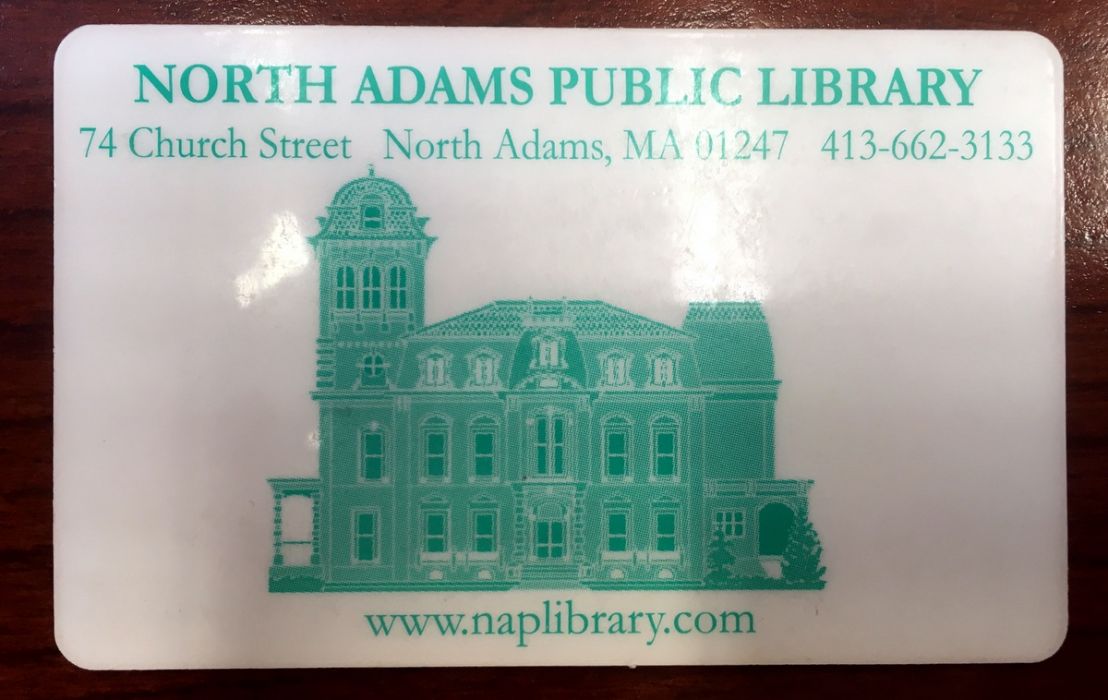 NORTH ADAMS PUBLIC LIBRARY
74 Church Street North Adams, MA 01247 413-662-3133
www.naplibrary.com